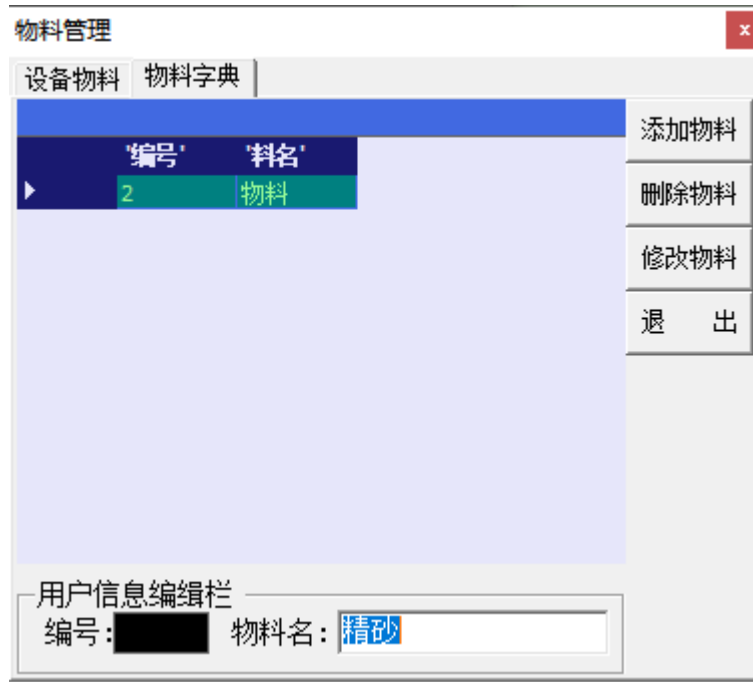 物料管理 x
设备物料 物料字典
添加物料
'编号' '料名'
2 物料
删除物料
修改物料
退 出
用户信息编缉栏
编号: 物料名: 精砂